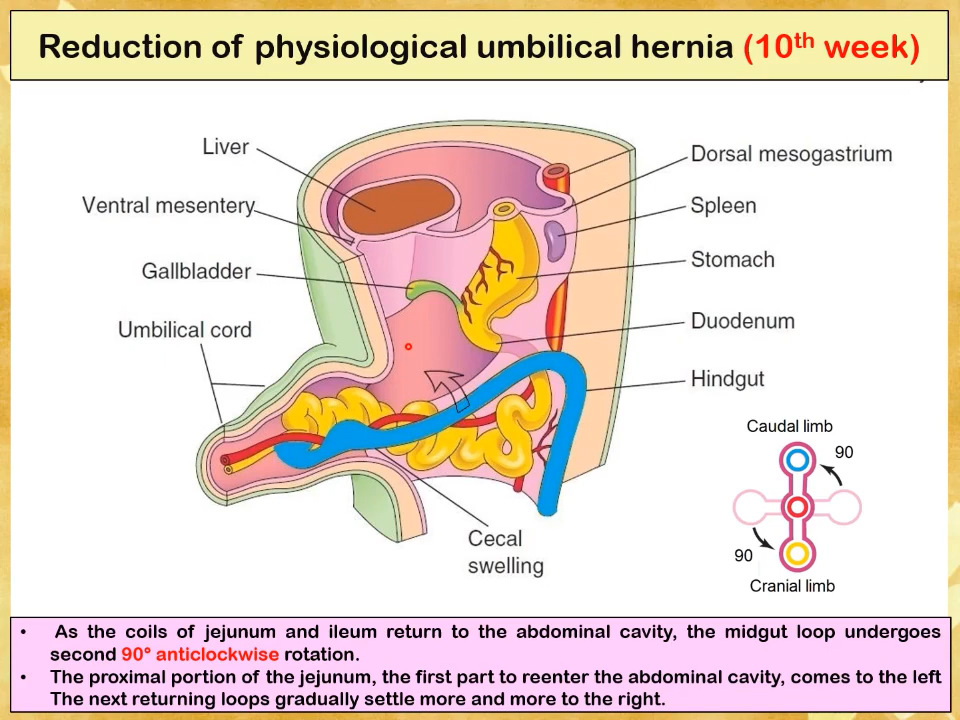 Reduction of physiological umbilical hernia (10th week)
Liver
Dorsal mesogastrium
Ventral mesentery
Spleen
Gallbladder
Stomach
Umbilical cord
Duodenum
Hindgut
Caudal limb
90
90
Cranial limb
Cecal
swelling
• As the coils of jejunum and ileum return to the abdominal cavity, the midgut loop undergoes
second 90° anticlockwise rotation.
• The proximal portion of the jejunum, the first part to reenter the abdominal cavity, comes to the left
The next returning loops gradually settle more and more to the right.